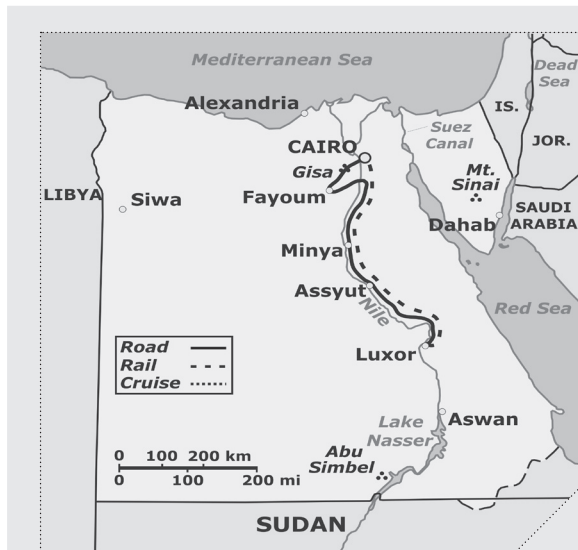 Mediterranean Sea
Dead
Sea
Alexandria
IS.
Suez
Canal
JOR.
CAIRO
Gisa
Mt.
Sinai
LIBYA
Siwa
Fayoum
SAUDI
ARABIA
Dahab
Minya
Assyut
Nile
Red Sea
Road
Rail
Cruise
Luxor
Lake
Nasser
Aswan
Abu
Simbel
0 100 200 km
0 100 200 mi
SUDAN